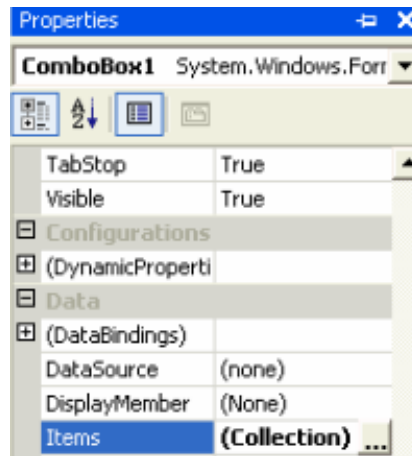 Properties
ComboBox1 System.Windows.Forr
TabStop True
Visible True
Configurations
(DynamicProperti
Data
(DataBindings)
DataSource (none)
DisplayMember (None)
Items (Collection) ...